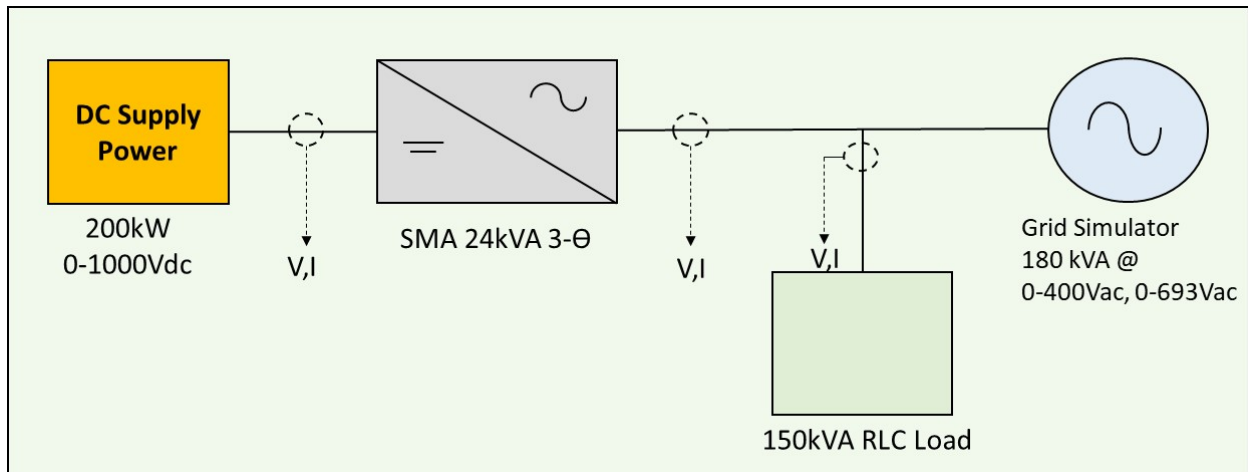 DC Supply
Power
200kW
0-1000Vdc
V,I
SMA 24kVA 3-Ɵ
V,I
V,I
150kVA RLC Load
Grid Simulator
180 kVA @
0-400Vac, 0-693Vac